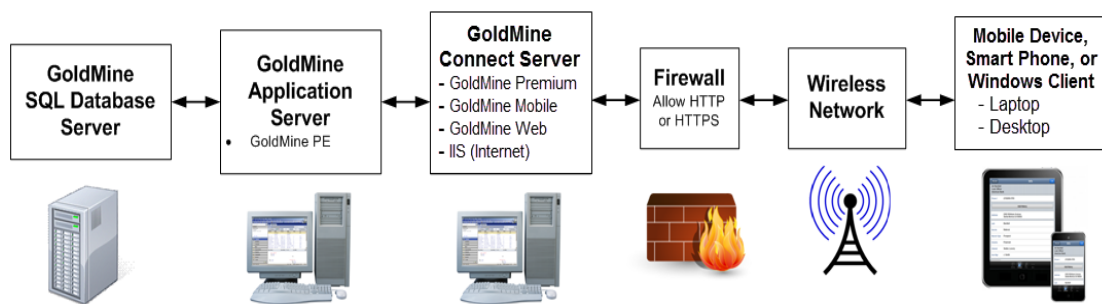 GoldMine
SQL Database
Server
GoldMine
Application
Server
• GoldMine PE
GoldMine
Connect Server
- GoldMine Premium
- GoldMine Mobile
- GoldMine Web
- IIS (Internet)
Firewall
Allow HTTP
or HTTPS
Wireless
Network
Mobile Device,
Smart Phone, or
Windows Client
- Laptop
- Desktop